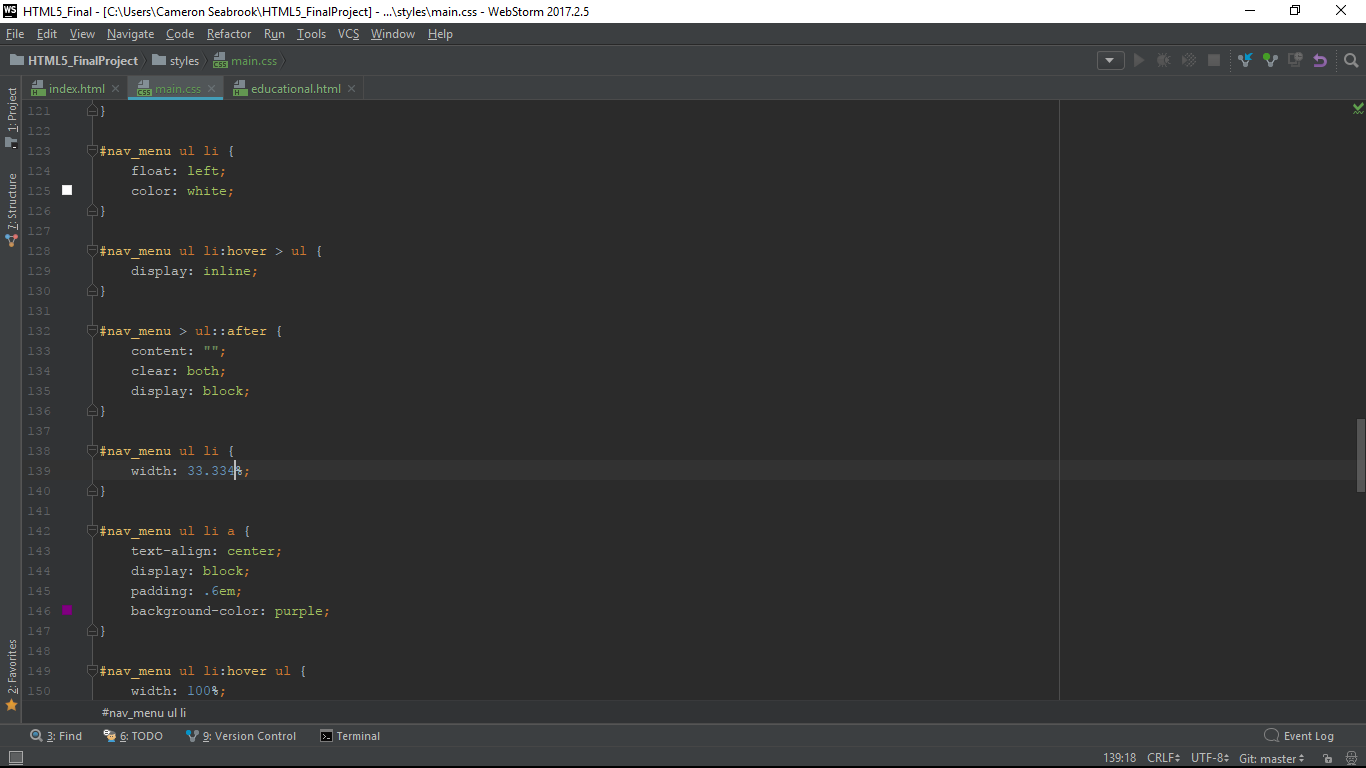 WS HTML5_Final - [C:\Users\Cameron Seabrook\HTML5_FinalProject] - ...\styles\main.css - WebStorm 2017.2.5
File Edit View Navigate Code Refactor Run Tools VCS Window Help
HTML5_FinalProject styles main.css
index.html main.css educational.html
1: Project
7: Structure
2: Favorites
121 }
122
123 #nav_menu ul li {
124 float: left;
125 color: white;
126 }
127
128 #nav_menu ul li:hover > ul {
129 display: inline;
130 }
131
132 #nav_menu > ul::after {
133 content: "";
134 clear: both;
135 display: block;
136 }
137
138 #nav_menu ul li {
139 width: 33.334%;
140 }
141
142 #nav_menu ul li a {
143 text-align: center;
144 display: block;
145 padding: .6em;
146 background-color: purple;
147 }
148
149 #nav_menu ul li:hover ul {
150 width: 100%;
#nav_menu ul li
3: Find 6: TODO 9: Version Control Terminal Event Log
139:18 CRLF UTF-8 Git: master